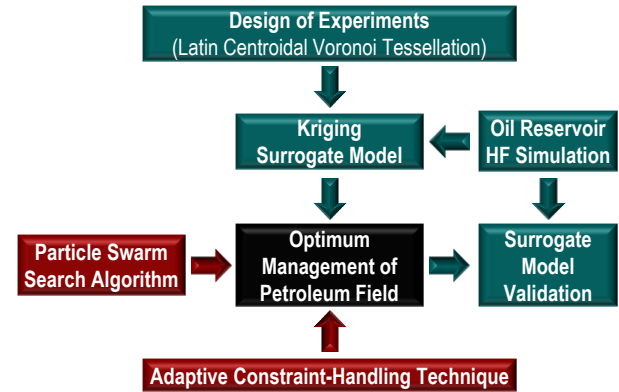 Design of Experiments
(Latin Centroidal Voronoi Tessellation)
Kriging
Surrogate Model
Oil Reservoir
HF Simulation
Particle Swarm
Search Algorithm
Optimum
Management of
Petroleum Field
Surrogate
Model
Validation
Adaptive Constraint-Handling Technique